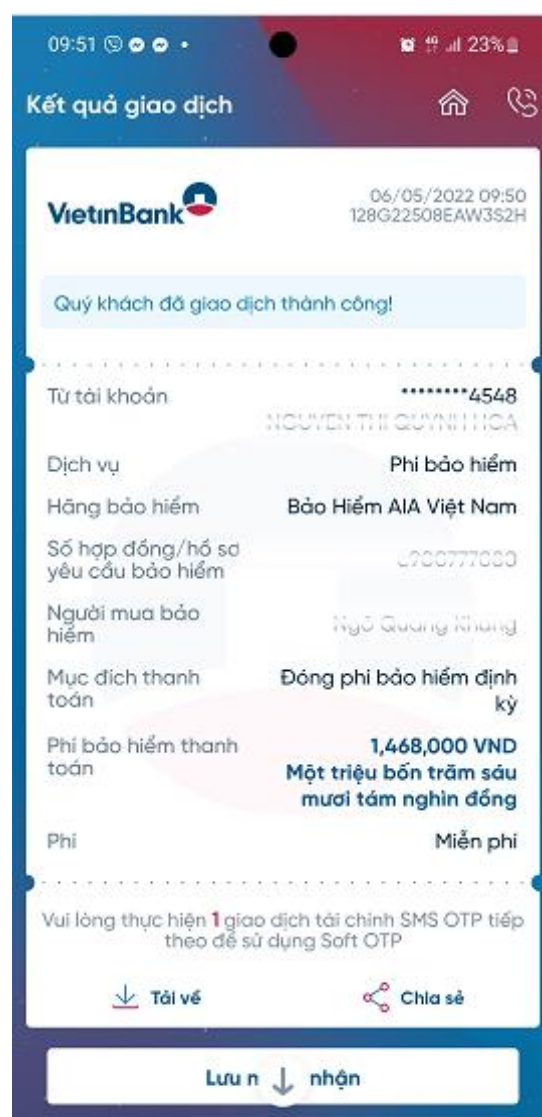 09:51
23%
Kết quả giao dịch
VietinBank
06/05/2022 09:50
128G22508EAW3S2H
Quý khách đã giao dịch thành công!
Từ tài khoản
********4548
Dịch vụ
Phí bảo hiểm
Hãng bảo hiểm
Bảo Hiểm AIA Việt Nam
Số hợp đồng/hồ sơ
yêu cầu bảo hiểm
Người mua bảo
hiểm
Mục đích thanh
toán
Đóng phí bảo hiểm định
kỳ
Phí bảo hiểm thanh
toán
1,468,000 VND
Một triệu bốn trăm sáu
mươi tám nghìn đồng
Phí
Miễn phí
Vui lòng thực hiện 1 giao dịch tài chính SMS OTP tiếp
theo để sử dụng Soft OTP
Tải về
Chia sẻ
Lưu n nhận